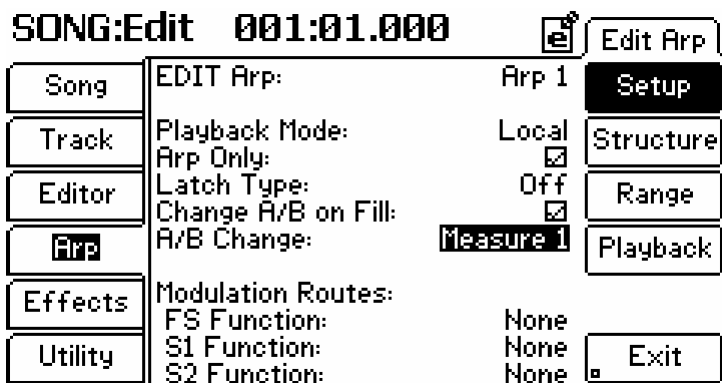 SONG:Edit 001:01.000
Edit Arp
Song
Track
Editor
Arp
Effects
Utility
EDIT Arp: Arp 1
Playback Mode: Local
Arp Only:
Latch Type: Off
Change A/B on Fill:
A/B Change: Measure 1
Modulation Routes:
FS Function: None
S1 Function: None
S2 Function: None
Setup
Structure
Range
Playback
Exit